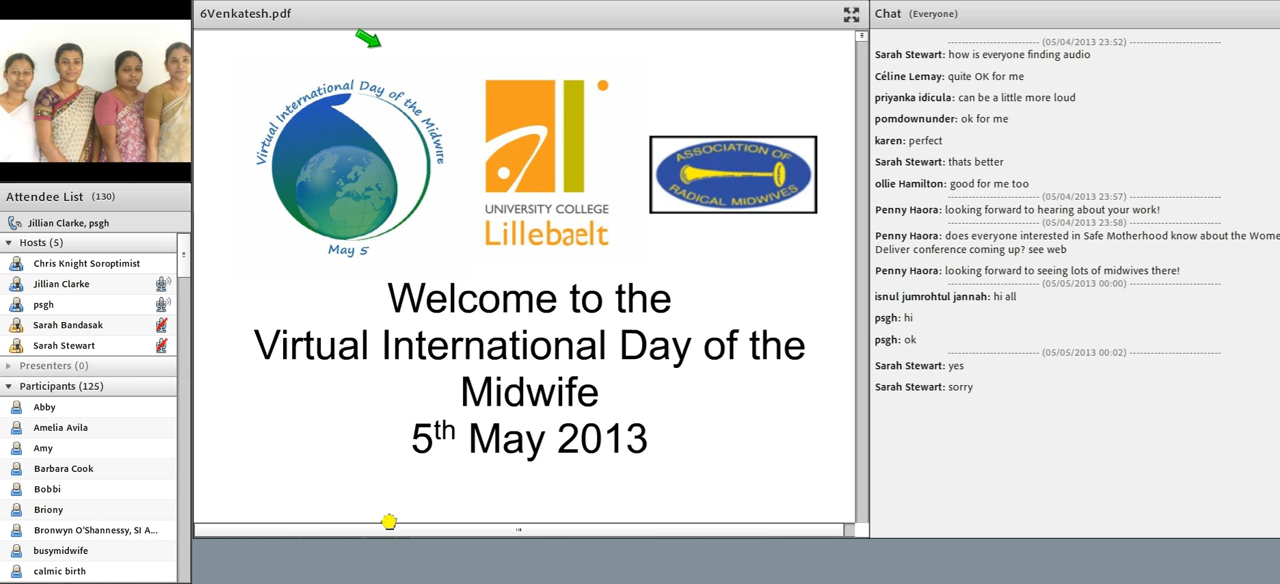 6Venkatesh.pdf
Chat (Everyone)
Attendee List (130)
Jillian Clarke, psgh
Hosts (5)
Chris Knight Soroptimist
Jillian Clarke
psgh
Sarah Bandasak
Sarah Stewart
Presenters (0)
Participants (125)
Abby
Amelia Avila
Amy
Barbara Cook
Bobbi
Briony
Bronwyn O'Shannessy, SI A...
busymidwife
calmic birth
Virtual International Day of the Midwife
May 5
UNIVERSITY COLLEGE
Lillebaelt
ASSOCIATION OF
RADICAL MIDWIVES
Welcome to the
Virtual International Day of the
Midwife
5th May 2013
(05/04/2013 23:52)
Sarah Stewart: how is everyone finding audio
Céline Lemay: quite OK for me
priyanka idicula: can be a little more loud
pomdownunder: ok for me
karen: perfect
Sarah Stewart: thats better
ollie Hamilton: good for me too
(05/04/2013 23:57)
Penny Haora: looking forward to hearing about your work!
(05/04/2013 23:58)
Penny Haora: does everyone interested in Safe Motherhood know about the Wome
Deliver conference coming up? see web
Penny Haora: looking forward to seeing lots of midwives there!
(05/05/2013 00:00)
isnul jumrohtul jannah: hi all
psgh: hi
psgh: ok
(05/05/2013 00:02)
Sarah Stewart: yes
Sarah Stewart: sorry